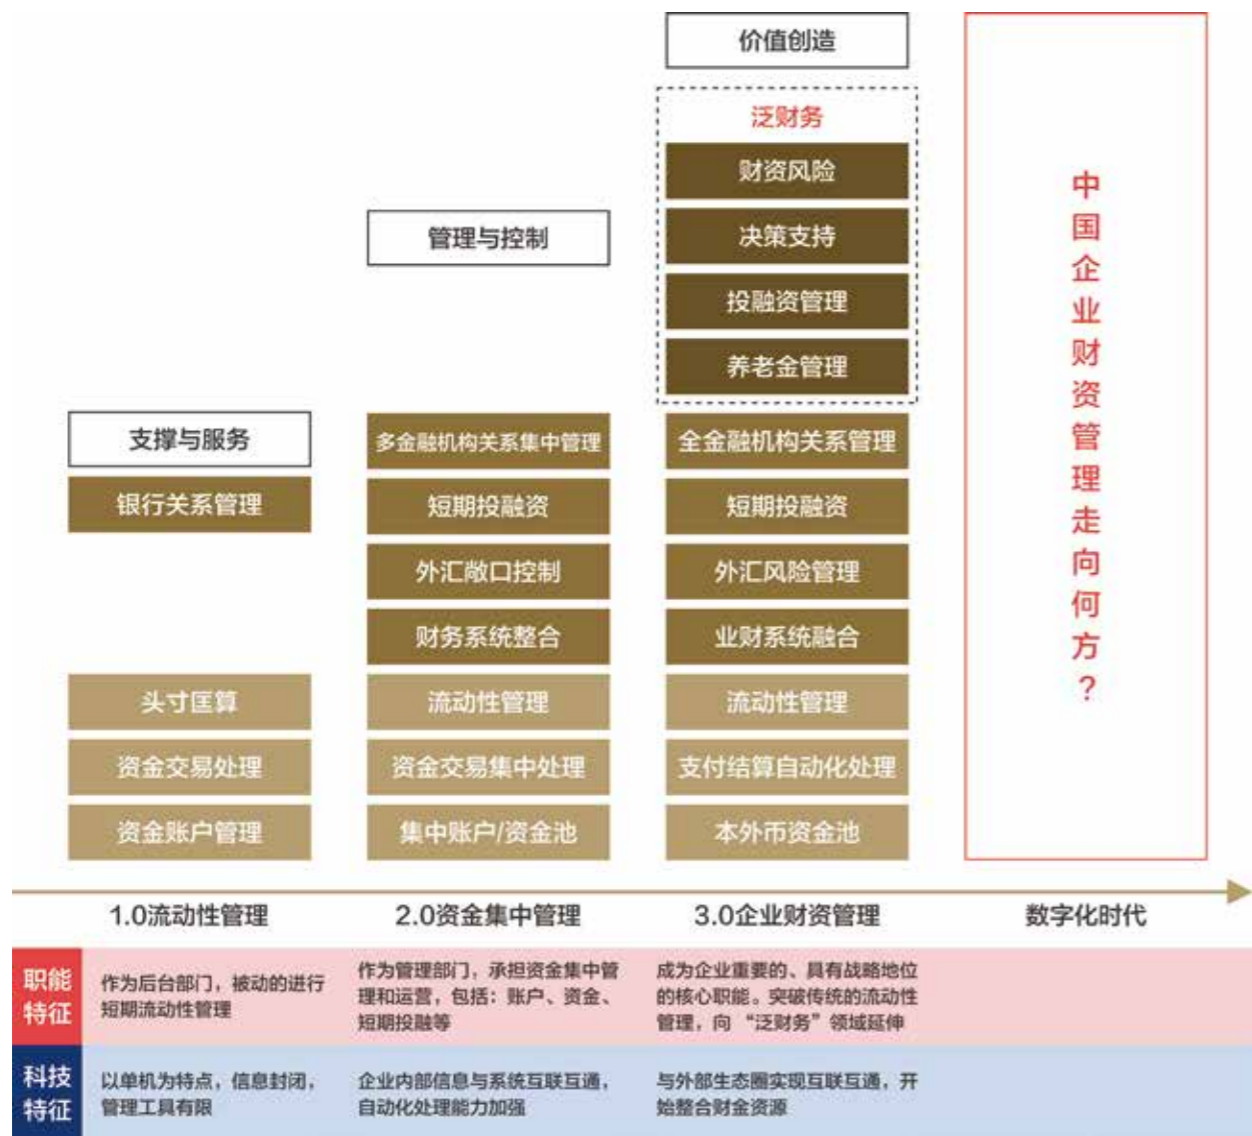 价值创造
泛财务
财资风险
决策支持
投融资管理
养老金管理
全金融机构关系管理
短期投融资
外汇风险管理
业财系统融合
流动性管理
支付结算自动化处理
本外币资金池
管理与控制
多金融机构关系集中管理
短期投融资
外汇敞口控制
财务系统整合
流动性管理
资金交易集中处理
集中账户/资金池
支撑与服务
银行关系管理
头寸匡算
资金交易处理
资金账户管理
中国企业财资管理走向何方？
1.0流动性管理
2.0资金集中管理
3.0企业财资管理
数字化时代
职能
特征
作为后台部门，被动的进行
短期流动性管理
作为管理部门，承担资金集中管
理和运营，包括：账户、资金、
短期投融等
成为企业重要的、具有战略地位
的核心职能。突破传统的流动性
管理，向“泛财务”领域延伸
科技
特征
以单机为特点，信息封闭，
管理工具有限
企业内部信息与系统互联互通，
自动化处理能力加强
与外部生态圈实现互联互通，开
始整合财金资源